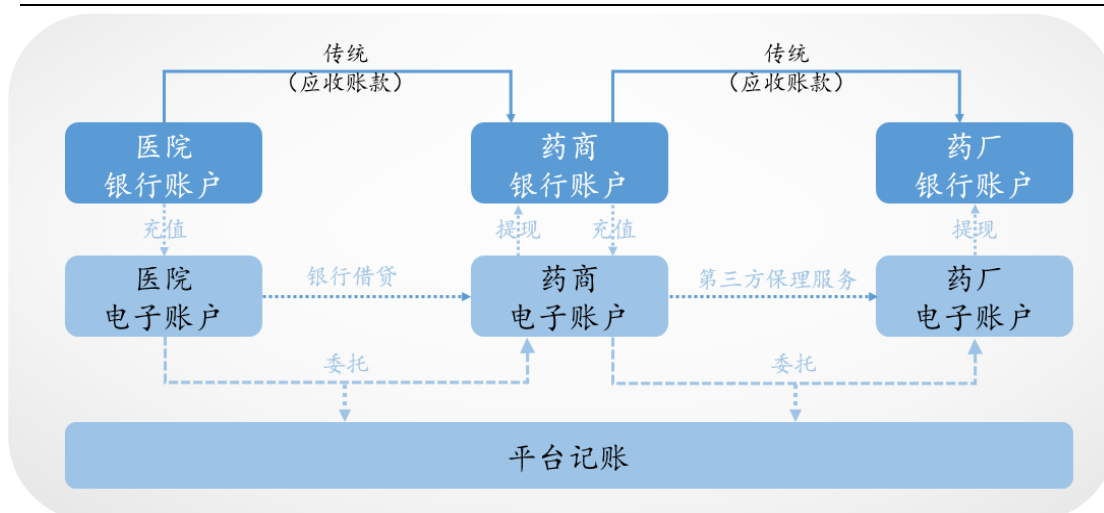 传统
（应收账款）
传统
（应收账款）
医院
银行账户
药商
银行账户
药厂
银行账户
充值
提现
充值
提现
医院
电子账户
银行借贷
药商
电子账户
第三方保理服务
药厂
电子账户
委托
委托
平台记账